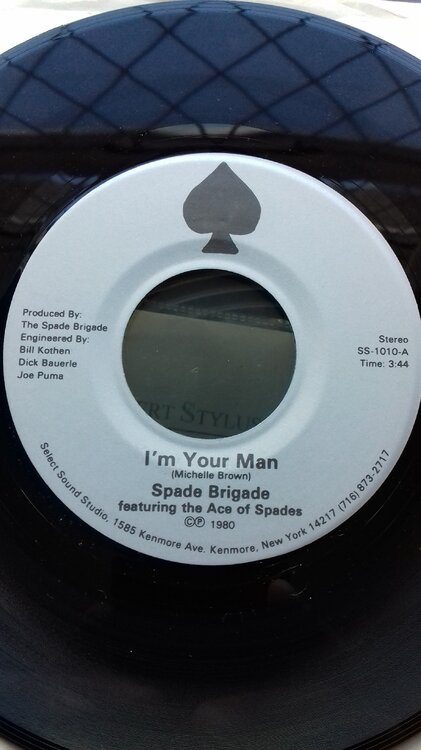 Produced By:
The Spade Brigade
Engineered By:
Bill Kothen
Dick Bauerle
Joe Puma
Stereo
SS-1010-A
Time: 3:44
ERT STYLUS
I'm Your Man
(Michelle Brown)
Spade Brigade
featuring the Ace of Spades
©℗ 1980
Select Sound Studio, 1585 Kenmore Ave. Kenmore, New York 14217 (716) 873-2717